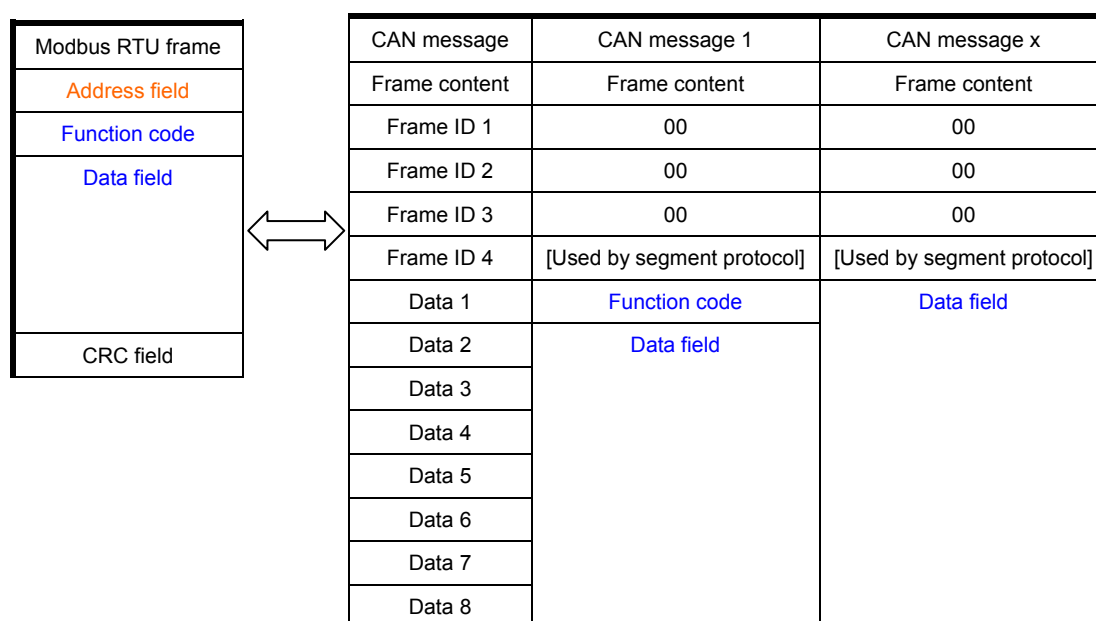 Modbus RTU frame
Address field
Function code
Data field
CRC field
CAN message CAN message 1 CAN message x
Frame content Frame content Frame content
Frame ID 1 00 00
Frame ID 2 00 00
Frame ID 3 00 00
Frame ID 4 [Used by segment protocol] [Used by segment protocol]
Data 1 Function code Data field
Data 2 Data field
Data 3
Data 4
Data 5
Data 6
Data 7
Data 8